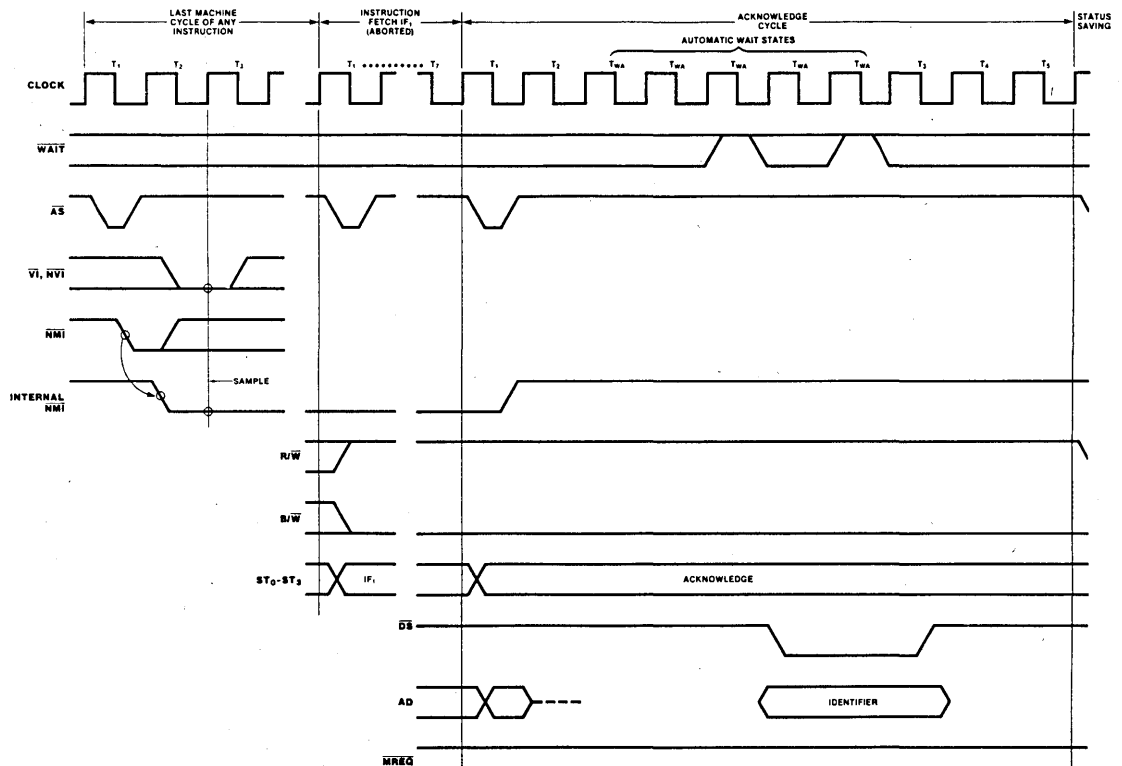 LAST MACHINE
CYCLE OF ANY
INSTRUCTION
INSTRUCTION
FETCH IF₁
(ABORTED)
ACKNOWLEDGE
CYCLE
STATUS
SAVING
AUTOMATIC WAIT STATES
CLOCK
T₁ T₂ T₃ T₁ •••••••• T₇ T₁ T₂ TWA TWA TWA TWA TWA T₃ T₄ T₅
WAIT
AS
VI, NVI
NMI
SAMPLE
INTERNAL
NMI
R/W
B/W
ST₀-ST₃
IF₁
ACKNOWLEDGE
DS
AD
IDENTIFIER
MREQ